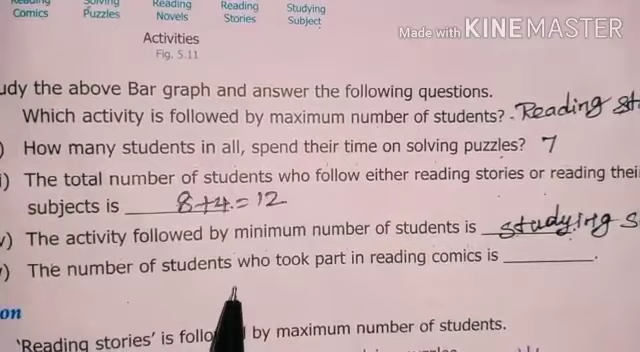 Reading Solving Reading Reading Studying
Comics Puzzles Novels Stories Subject
Activities
Fig. 5.11
Made with KINEMASTER
udy the above Bar graph and answer the following questions.
Which activity is followed by maximum number of students? - Reading st
) How many students in all, spend their time on solving puzzles? 7
i) The total number of students who follow either reading stories or reading thei
subjects is 8+4 = 12
v) The activity followed by minimum number of students is studying s
) The number of students who took part in reading comics is ________.
on
'Reading stories' is follo by maximum number of students.